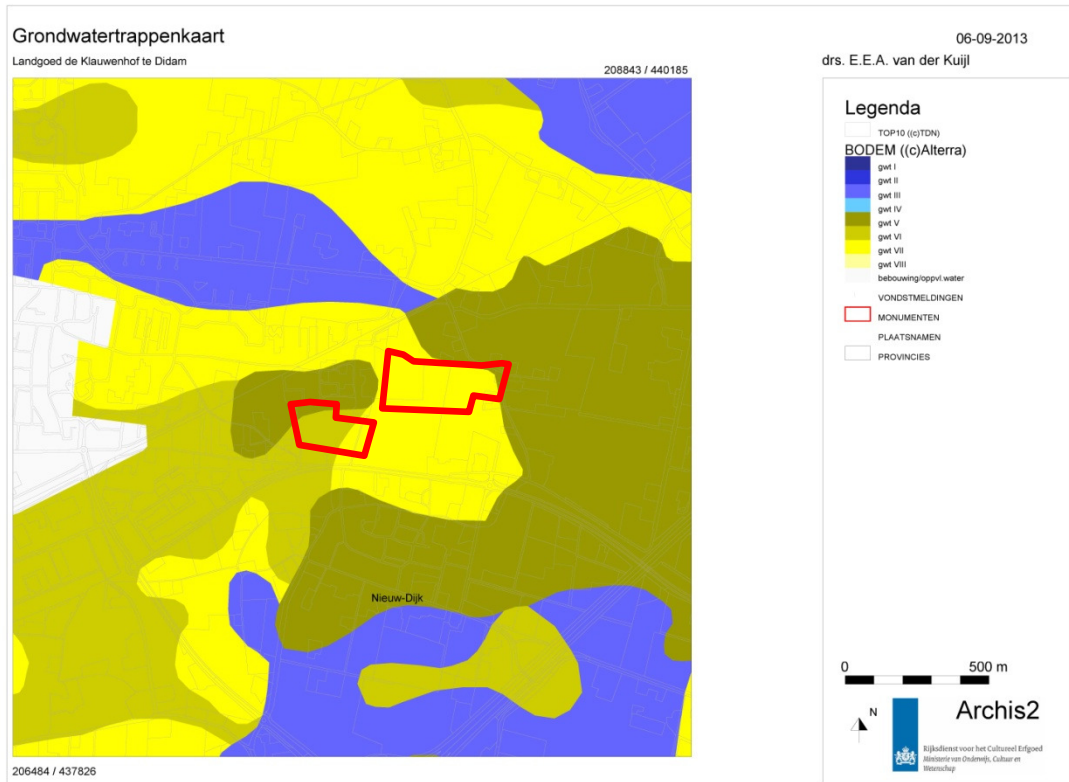 Grondwatertrappenkaart
Landgoed de Klauwenhof te Didam
208843 / 440185
06-09-2013
drs. E.E.A. van der Kuijl
Nieuw-Dijk
206484 / 437826
Legenda
TOP10 ((c)TDN)
BODEM ((c)Alterra)
gwt I
gwt II
gwt III
gwt IV
gwt V
gwt VI
gwt VII
gwt VIII
bebouwing/oppvl.water
VONDSTMELDINGEN
MONUMENTEN
PLAATSNAMEN
PROVINCIES
0 500 m
N
Archis2
Rijksdienst voor het Cultureel Erfgoed
Ministerie van Onderwijs, Cultuur en
Wetenschap